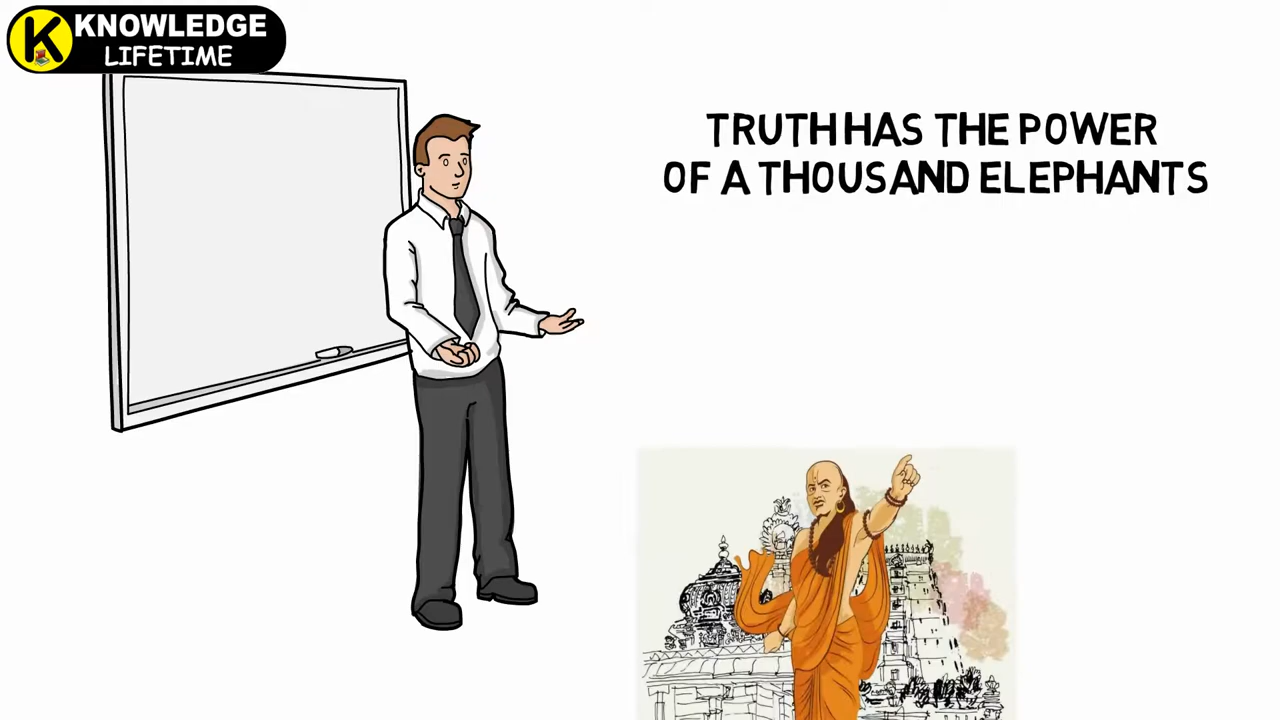 KNOWLEDGE
LIFETIME
TRUTH HAS THE POWER
OF A THOUSAND ELEPHANTS